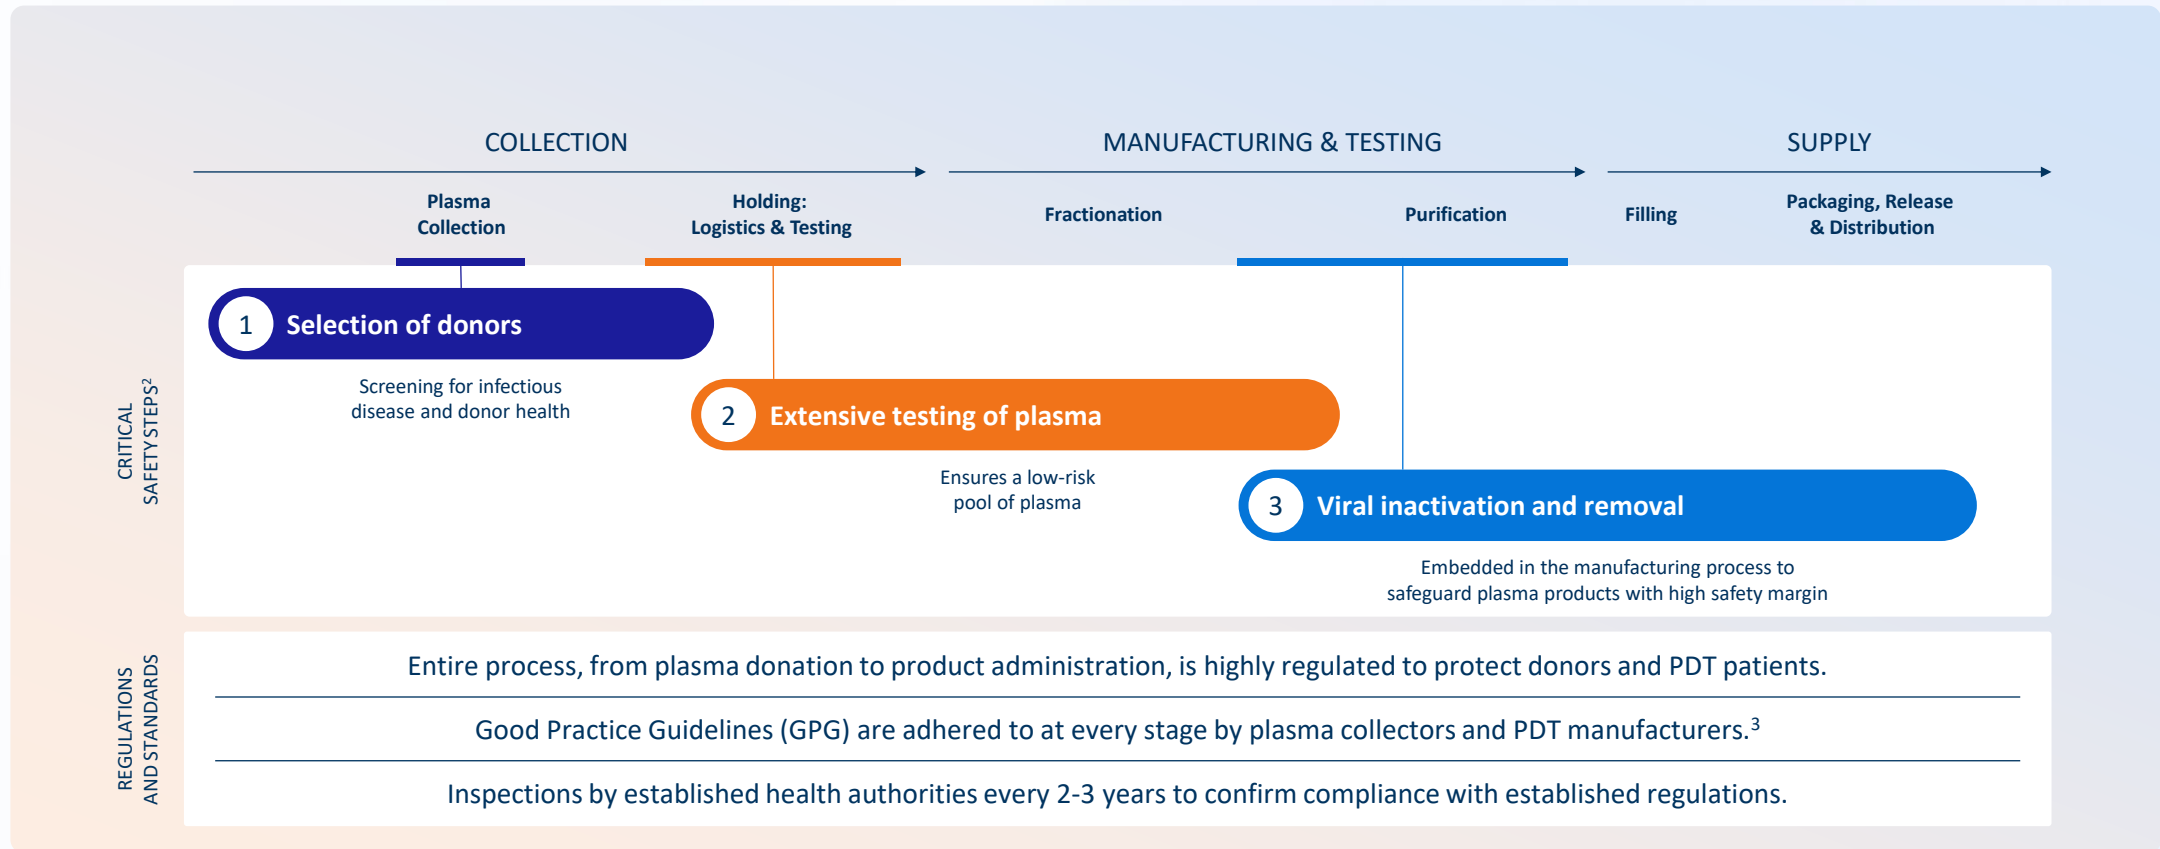 COLLECTION
MANUFACTURING & TESTING
SUPPLY
Plasma
Collection
Holding:
Logistics & Testing
Fractionation
Purification
Filling
Packaging, Release
& Distribution
CRITICAL
SAFETY STEPS²
1 Selection of donors
Screening for infectious
disease and donor health
2 Extensive testing of plasma
Ensures a low-risk
pool of plasma
3 Viral inactivation and removal
Embedded in the manufacturing process to
safeguard plasma products with high safety margin
REGULATIONS
AND STANDARDS
Entire process, from plasma donation to product administration, is highly regulated to protect donors and PDT patients.
Good Practice Guidelines (GPG) are adhered to at every stage by plasma collectors and PDT manufacturers.³
Inspections by established health authorities every 2-3 years to confirm compliance with established regulations.